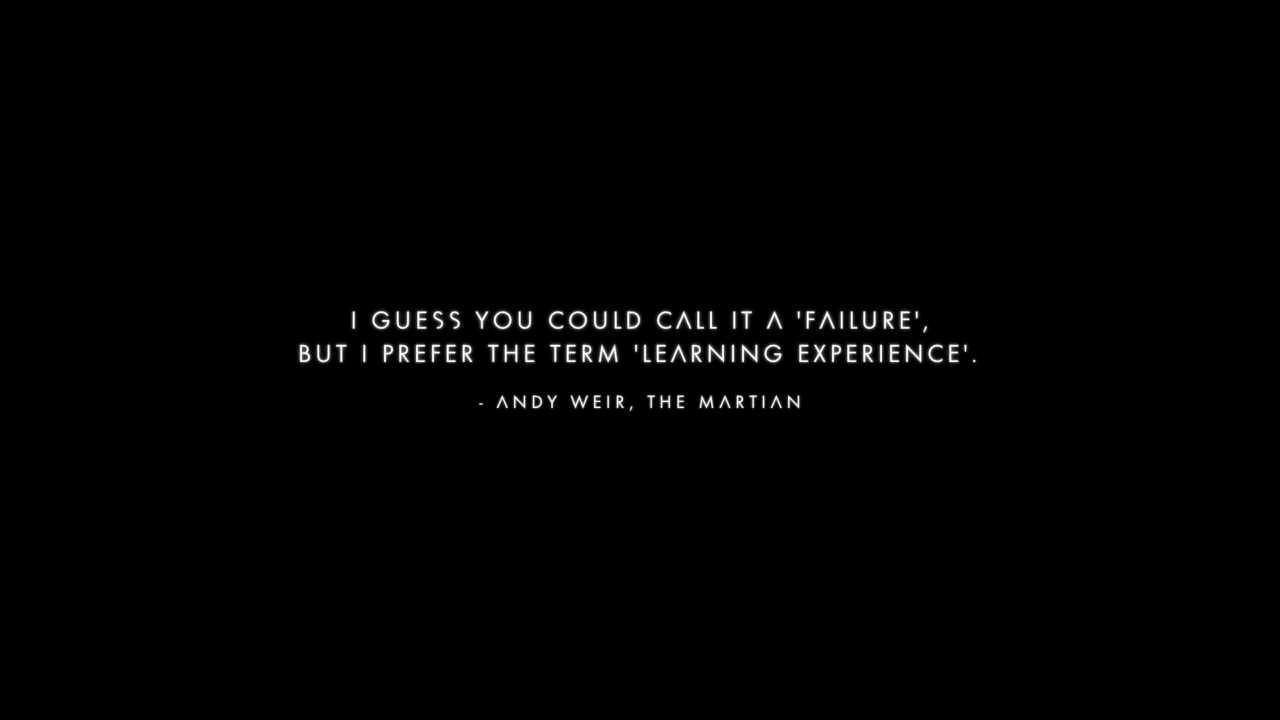 I GUESS YOU COULD CALL IT A 'FAILURE',
BUT I PREFER THE TERM 'LEARNING EXPERIENCE'.
- ANDY WEIR, THE MARTIAN